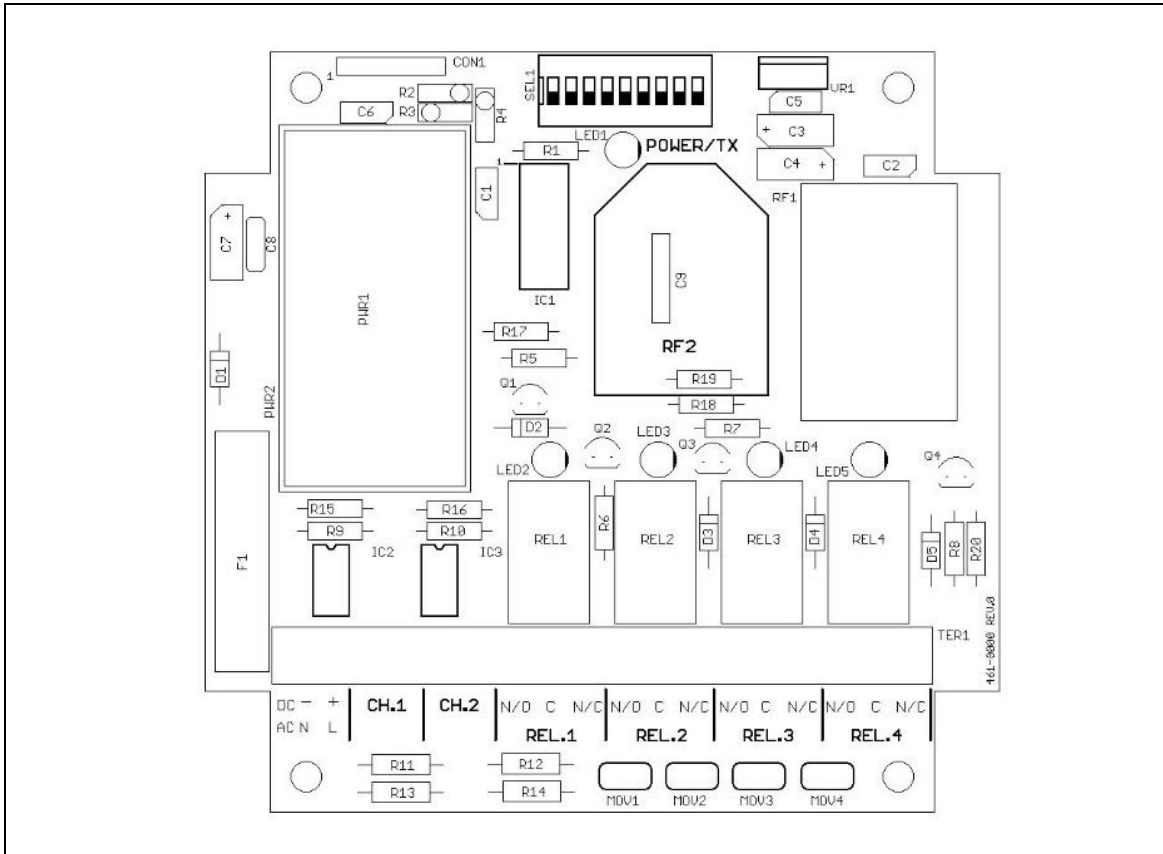 1 CON1
SEL1
R2
R3
R4
C6
LED1
POWER/TX
VR1
C5
+ C3
C4 +
C2
R1
1
C1
RF1
+ C7
C8
IC1
C9
PWR1
RF2
R17
R5
R19
R18
R7
D1
PWR2
Q1
D2
Q2
LED3
Q3
LED4
Q4
LED2
LED5
R15
R16
R9
R10
IC2
IC3
REL1
R6
REL2
D3
REL3
D4
REL4
D5
R8
R20
F1
TER1
461-0000 REV.0
DC − + CH.1 CH.2 N/O C N/C N/O C N/C N/O C N/C N/O C N/C
AC N L REL.1 REL.2 REL.3 REL.4
R11
R12
R13
R14
MOV1 MOV2 MOV3 MOV4